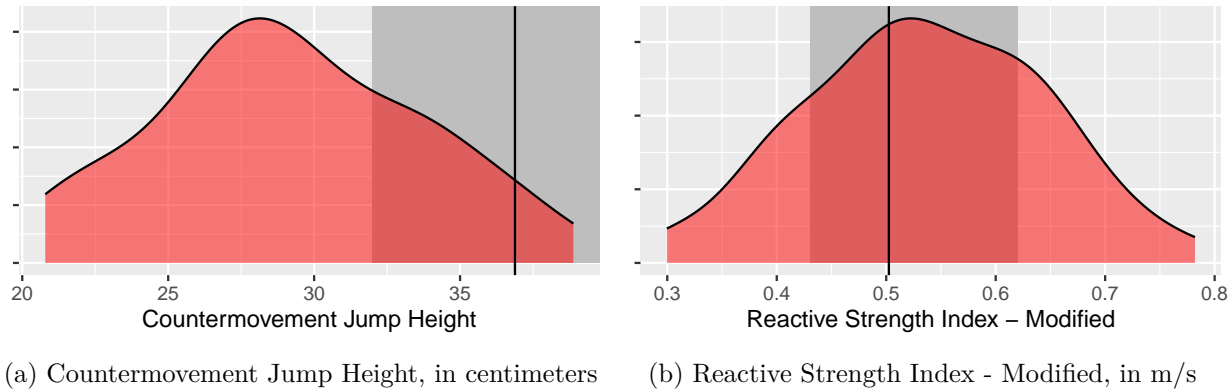 20 25 30 35
Countermovement Jump Height
(a) Countermovement Jump Height, in centimeters
0.3 0.4 0.5 0.6 0.7 0.8
Reactive Strength Index − Modified
(b) Reactive Strength Index - Modified, in m/s